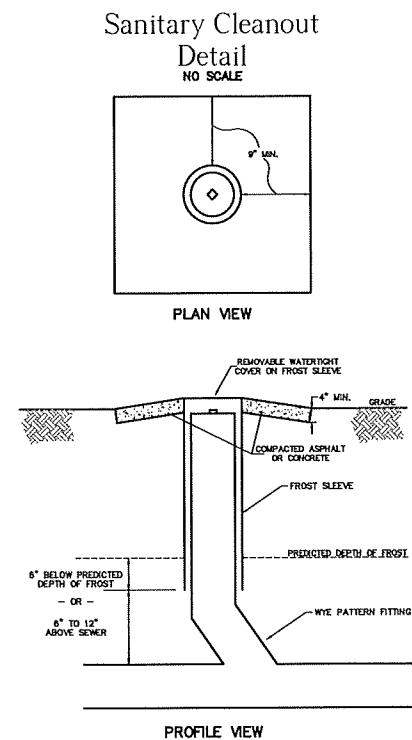 Sanitary Cleanout
Detail
NO SCALE
9" MIN.
PLAN VIEW
REMOVABLE WATERTIGHT
COVER ON FROST SLEEVE
4" MIN.
GRADE
COMPACTED ASPHALT
OR CONCRETE
FROST SLEEVE
PREDICTED DEPTH OF FROST
6" BELOW PREDICTED
DEPTH OF FROST
- OR -
6" TO 12"
ABOVE SEWER
WYE PATTERN FITTING
PROFILE VIEW